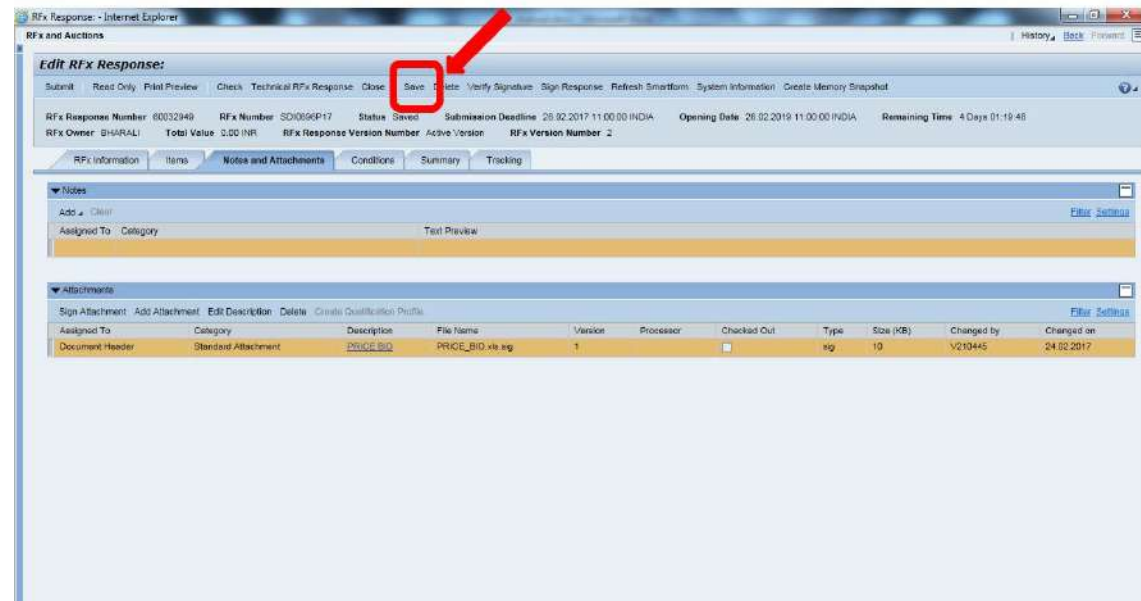 RFx Response: - Internet Explorer
RFx and Auctions History Back Forward
Edit RFx Response:
Submit Read Only Print Preview Check Technical RFx Response Close Save Delete Verify Signature Sign Response Refresh Smartform System Information Create Memory Snapshot
RFx Response Number 60032949 RFx Number SDI0696P17 Status Saved Submission Deadline 28.02.2017 11:00:00 INDIA Opening Date 28.02.2019 11:00:00 INDIA Remaining Time 4 Days 01:19:46
RFx Owner BHARALI Total Value 0.00 INR RFx Response Version Number Active Version RFx Version Number 2
RFx Information Items Notes and Attachments Conditions Summary Tracking
Notes
Add Clear Filter Settings
Assigned To Category Text Preview
Attachments
Sign Attachment Add Attachment Edit Description Delete Create Qualification Profile Filter Settings
Assigned To Category Description File Name Version Processor Checked Out Type Size (KB) Changed by Changed on
Document Header Standard Attachment PRICE BID PRICE_BID.xls.sig 1 sig 10 V210445 24.02.2017